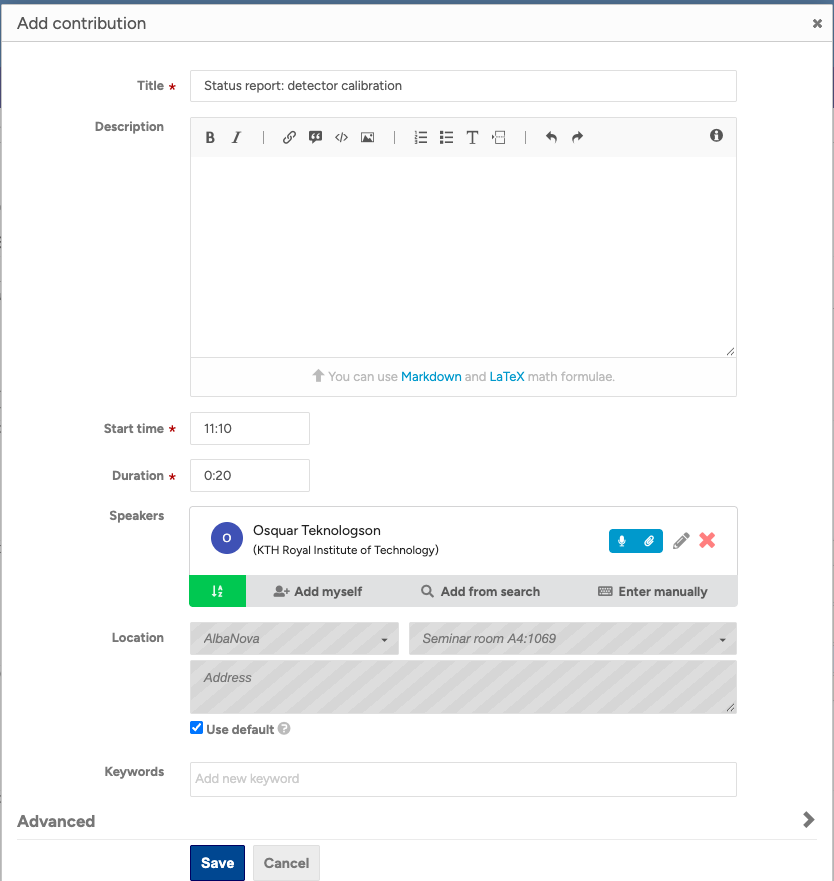 Add contribution
Title *
Status report: detector calibration
Description
You can use Markdown and LaTeX math formulae.
Start time *
11:10
Duration *
0:20
Speakers
O
Osquar Teknologson
(KTH Royal Institute of Technology)
Add myself
Add from search
Enter manually
Location
AlbaNova
Seminar room A4:1069
Address
Use default
Keywords
Add new keyword
Advanced
Save
Cancel